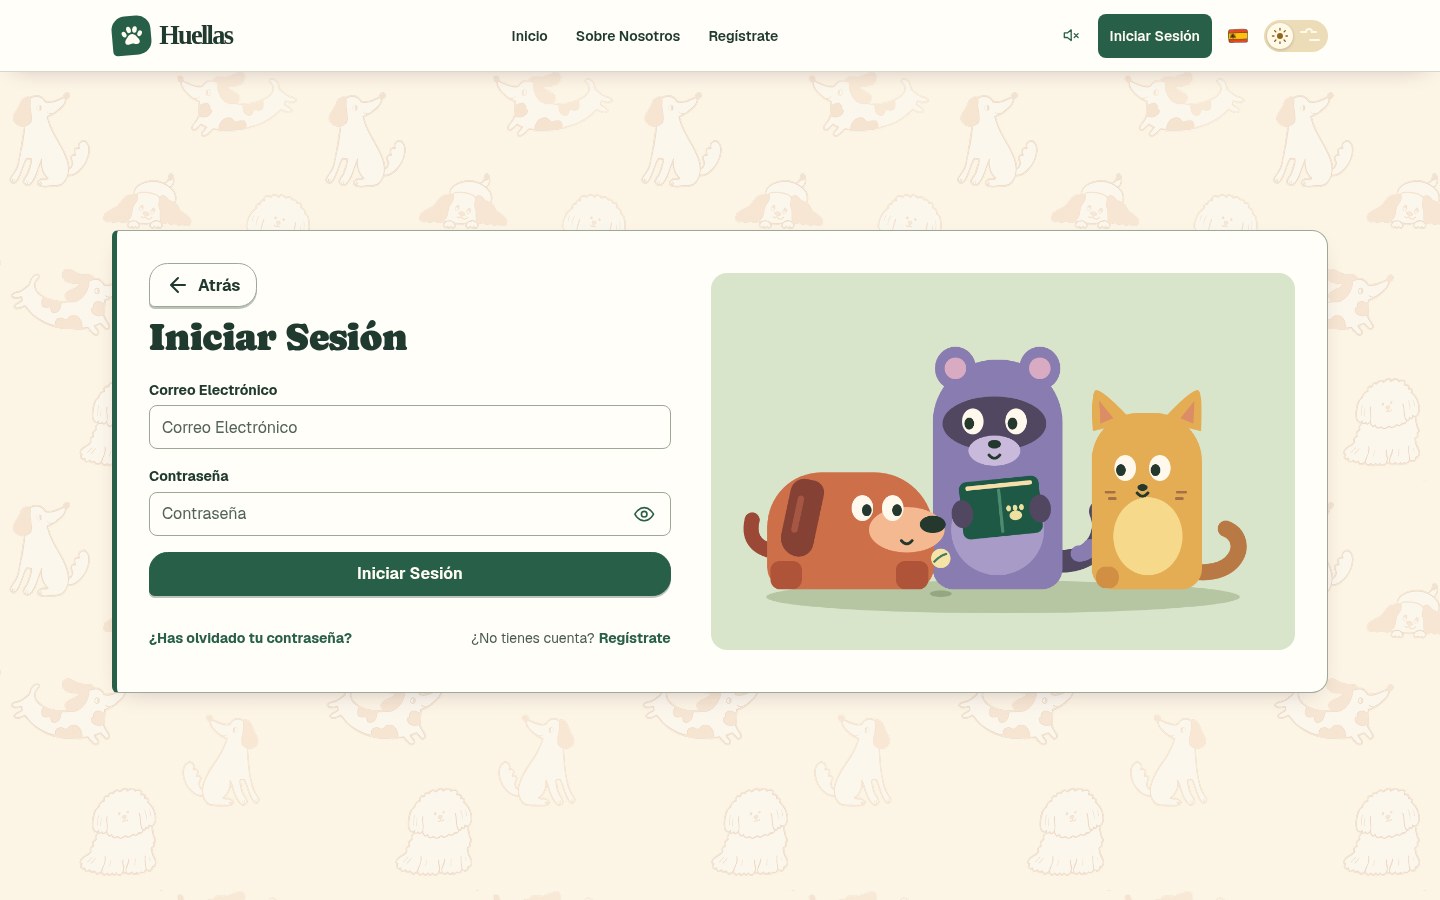 Huellas
Inicio
Sobre Nosotros
Regístrate
Iniciar Sesión
Atrás
Iniciar Sesión
Correo Electrónico
Correo Electrónico
Contraseña
Contraseña
Iniciar Sesión
¿Has olvidado tu contraseña?
¿No tienes cuenta? Regístrate